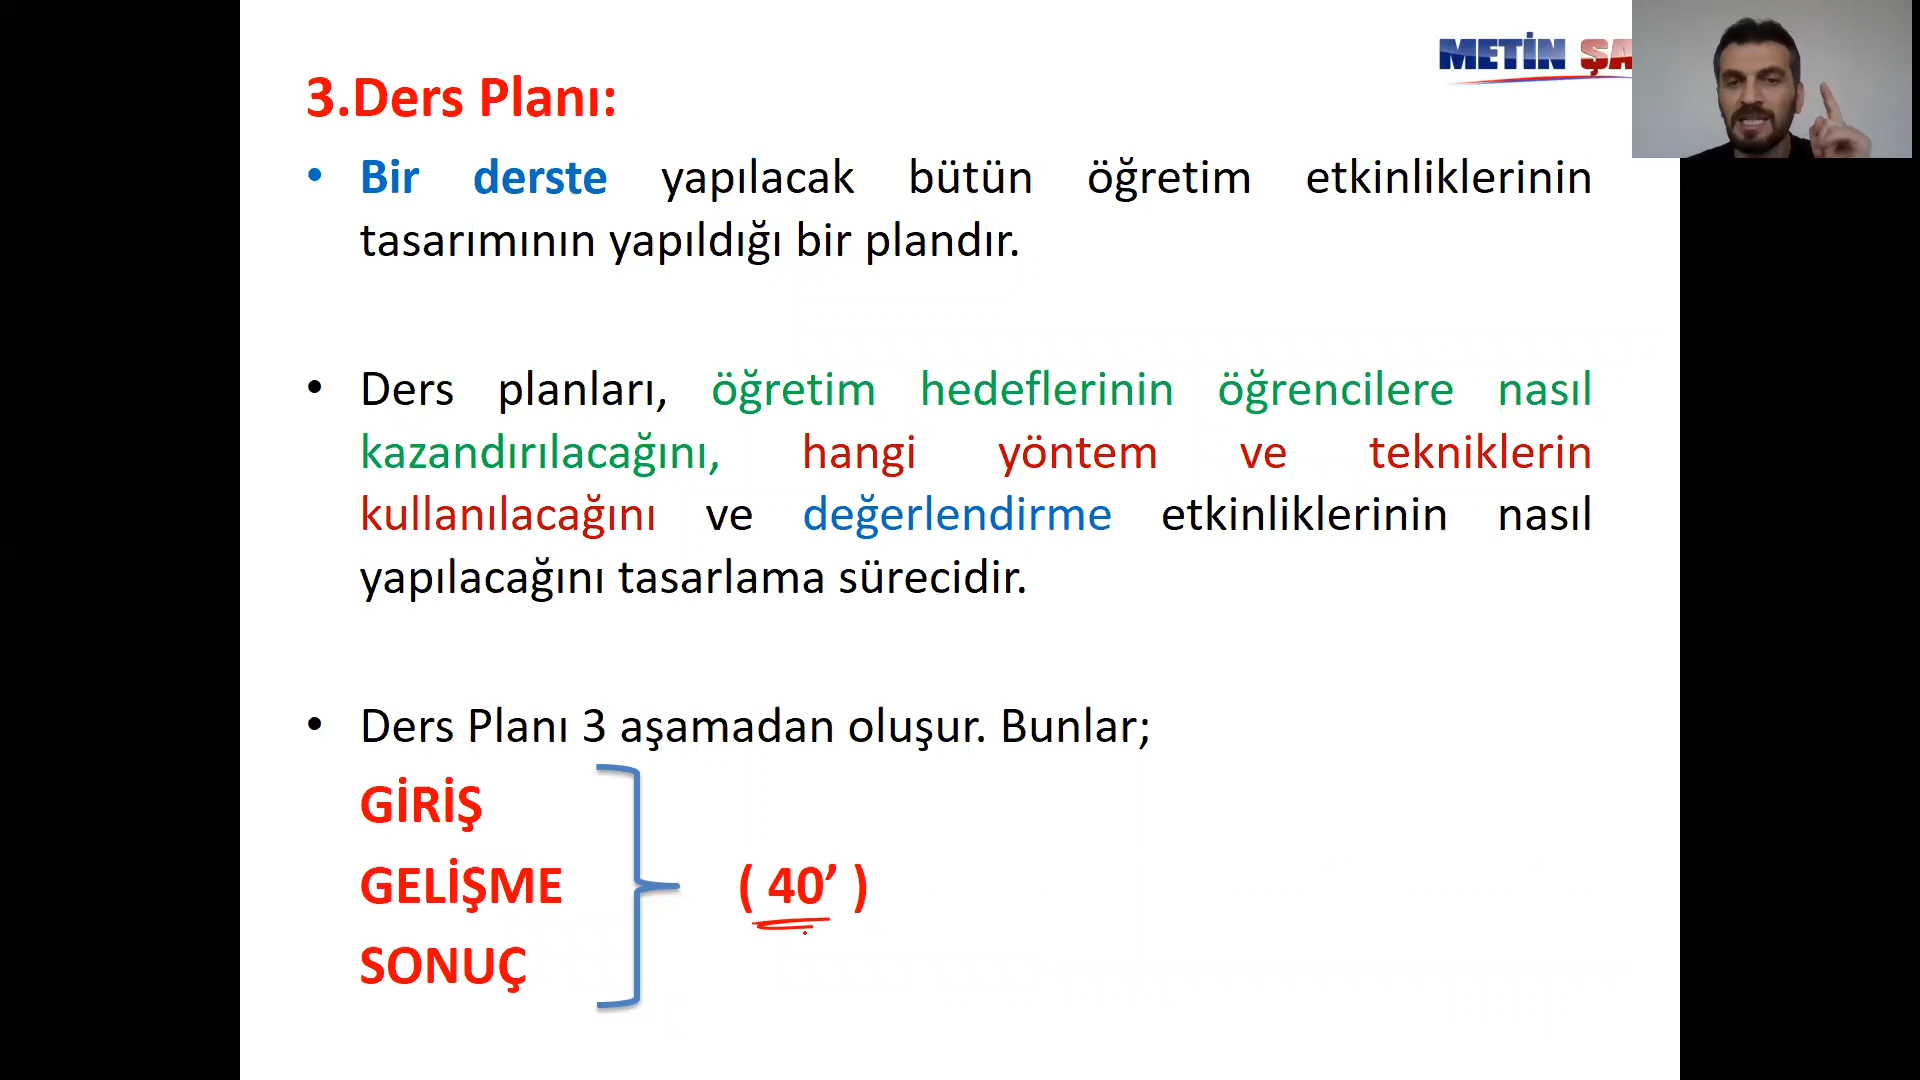 METİN ŞA
3.Ders Planı:
• Bir derste yapılacak bütün öğretim etkinliklerinin
tasarımının yapıldığı bir plandır.
• Ders planları, öğretim hedeflerinin öğrencilere nasıl
kazandırılacağını, hangi yöntem ve tekniklerin
kullanılacağını ve değerlendirme etkinliklerinin nasıl
yapılacağını tasarlama sürecidir.
• Ders Planı 3 aşamadan oluşur. Bunlar;
GİRİŞ
GELİŞME
( 40’ )
SONUÇ